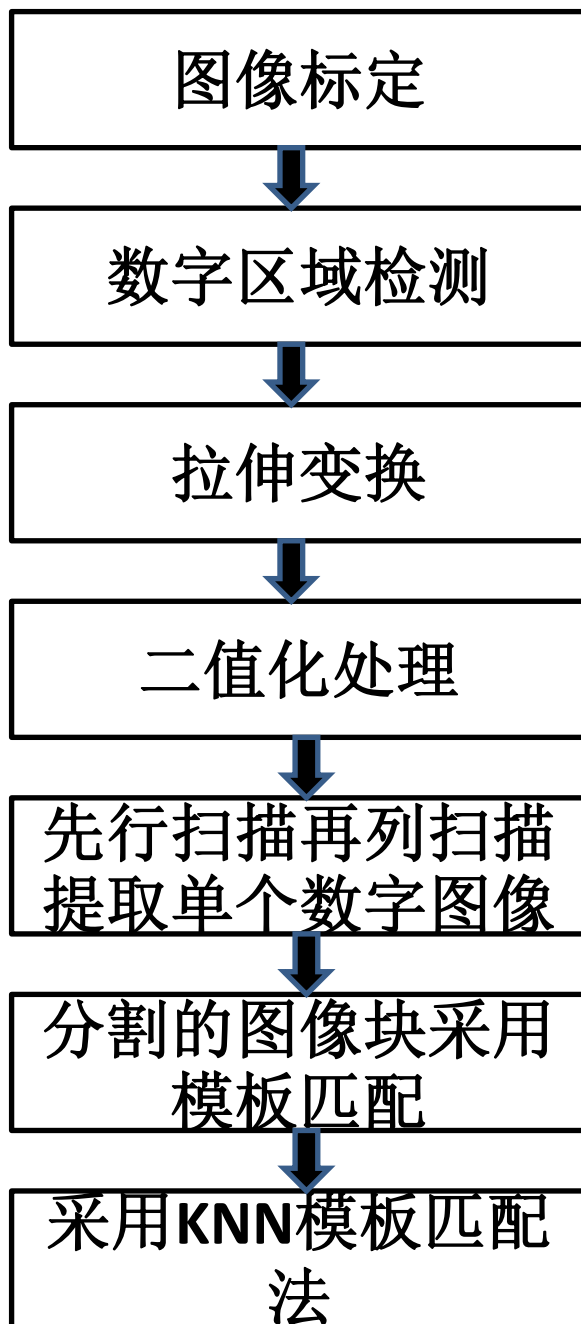 图像标定
数字区域检测
拉伸变换
二值化处理
先行扫描再列扫描
提取单个数字图像
分割的图像块采用
模板匹配
采用KNN模板匹配
法